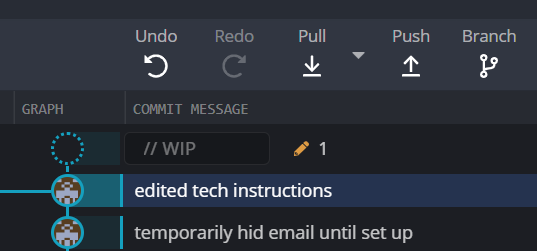 Undo Redo Pull Push Branch
GRAPH COMMIT MESSAGE
// WIP 1
edited tech instructions
temporarily hid email until set up